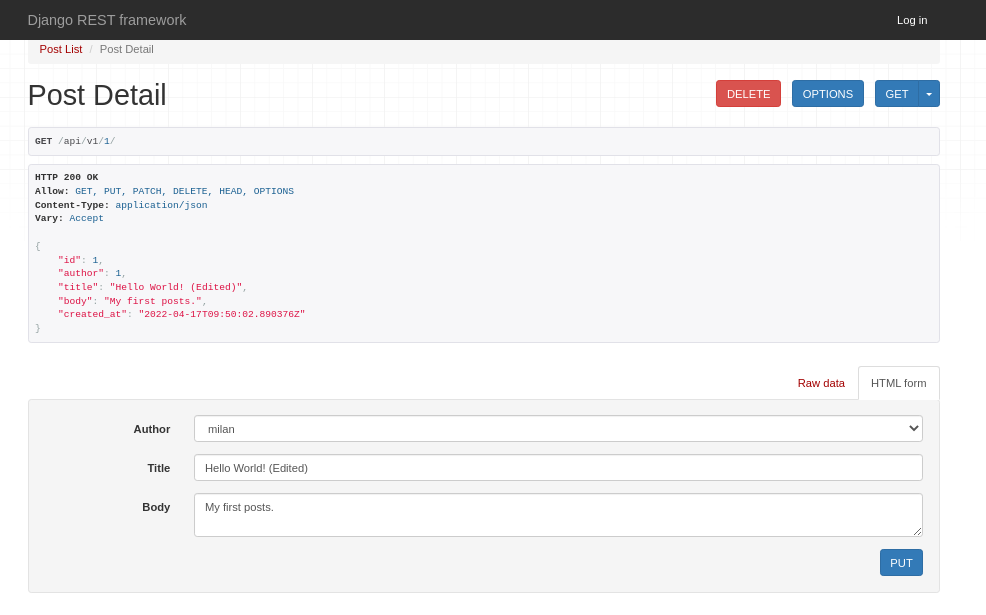 Django REST framework Log in
Post List / Post Detail
Post Detail
DELETE OPTIONS GET
GET /api/v1/1/
HTTP 200 OK
Allow: GET, PUT, PATCH, DELETE, HEAD, OPTIONS
Content-Type: application/json
Vary: Accept
{
    "id": 1,
    "author": 1,
    "title": "Hello World! (Edited)",
    "body": "My first posts.",
    "created_at": "2022-04-17T09:50:02.890376Z"
}
Raw data HTML form
Author milan
Title Hello World! (Edited)
Body My first posts.
PUT